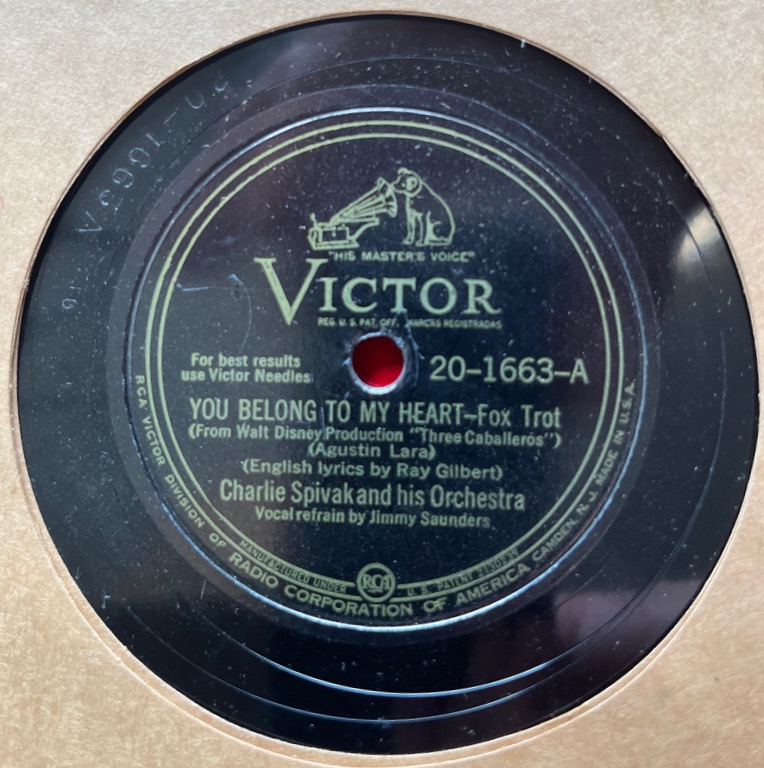 "HIS MASTER'S VOICE"
VICTOR
REG. U.S. PAT. OFF. MARCAS REGISTRADAS
For best results
use Victor Needles
20-1663-A
YOU BELONG TO MY HEART-Fox Trot
(From Walt Disney Production "Three Caballeros")
(Agustin Lara)
(English lyrics by Ray Gilbert)
Charlie Spivak and his Orchestra
Vocal refrain by Jimmy Saunders
MANUFACTURED UNDER RCA U.S. PATENT
RCA VICTOR DIVISION OF RADIO CORPORATION OF AMERICA CAMDEN, N.J. MADE IN U.S.A.